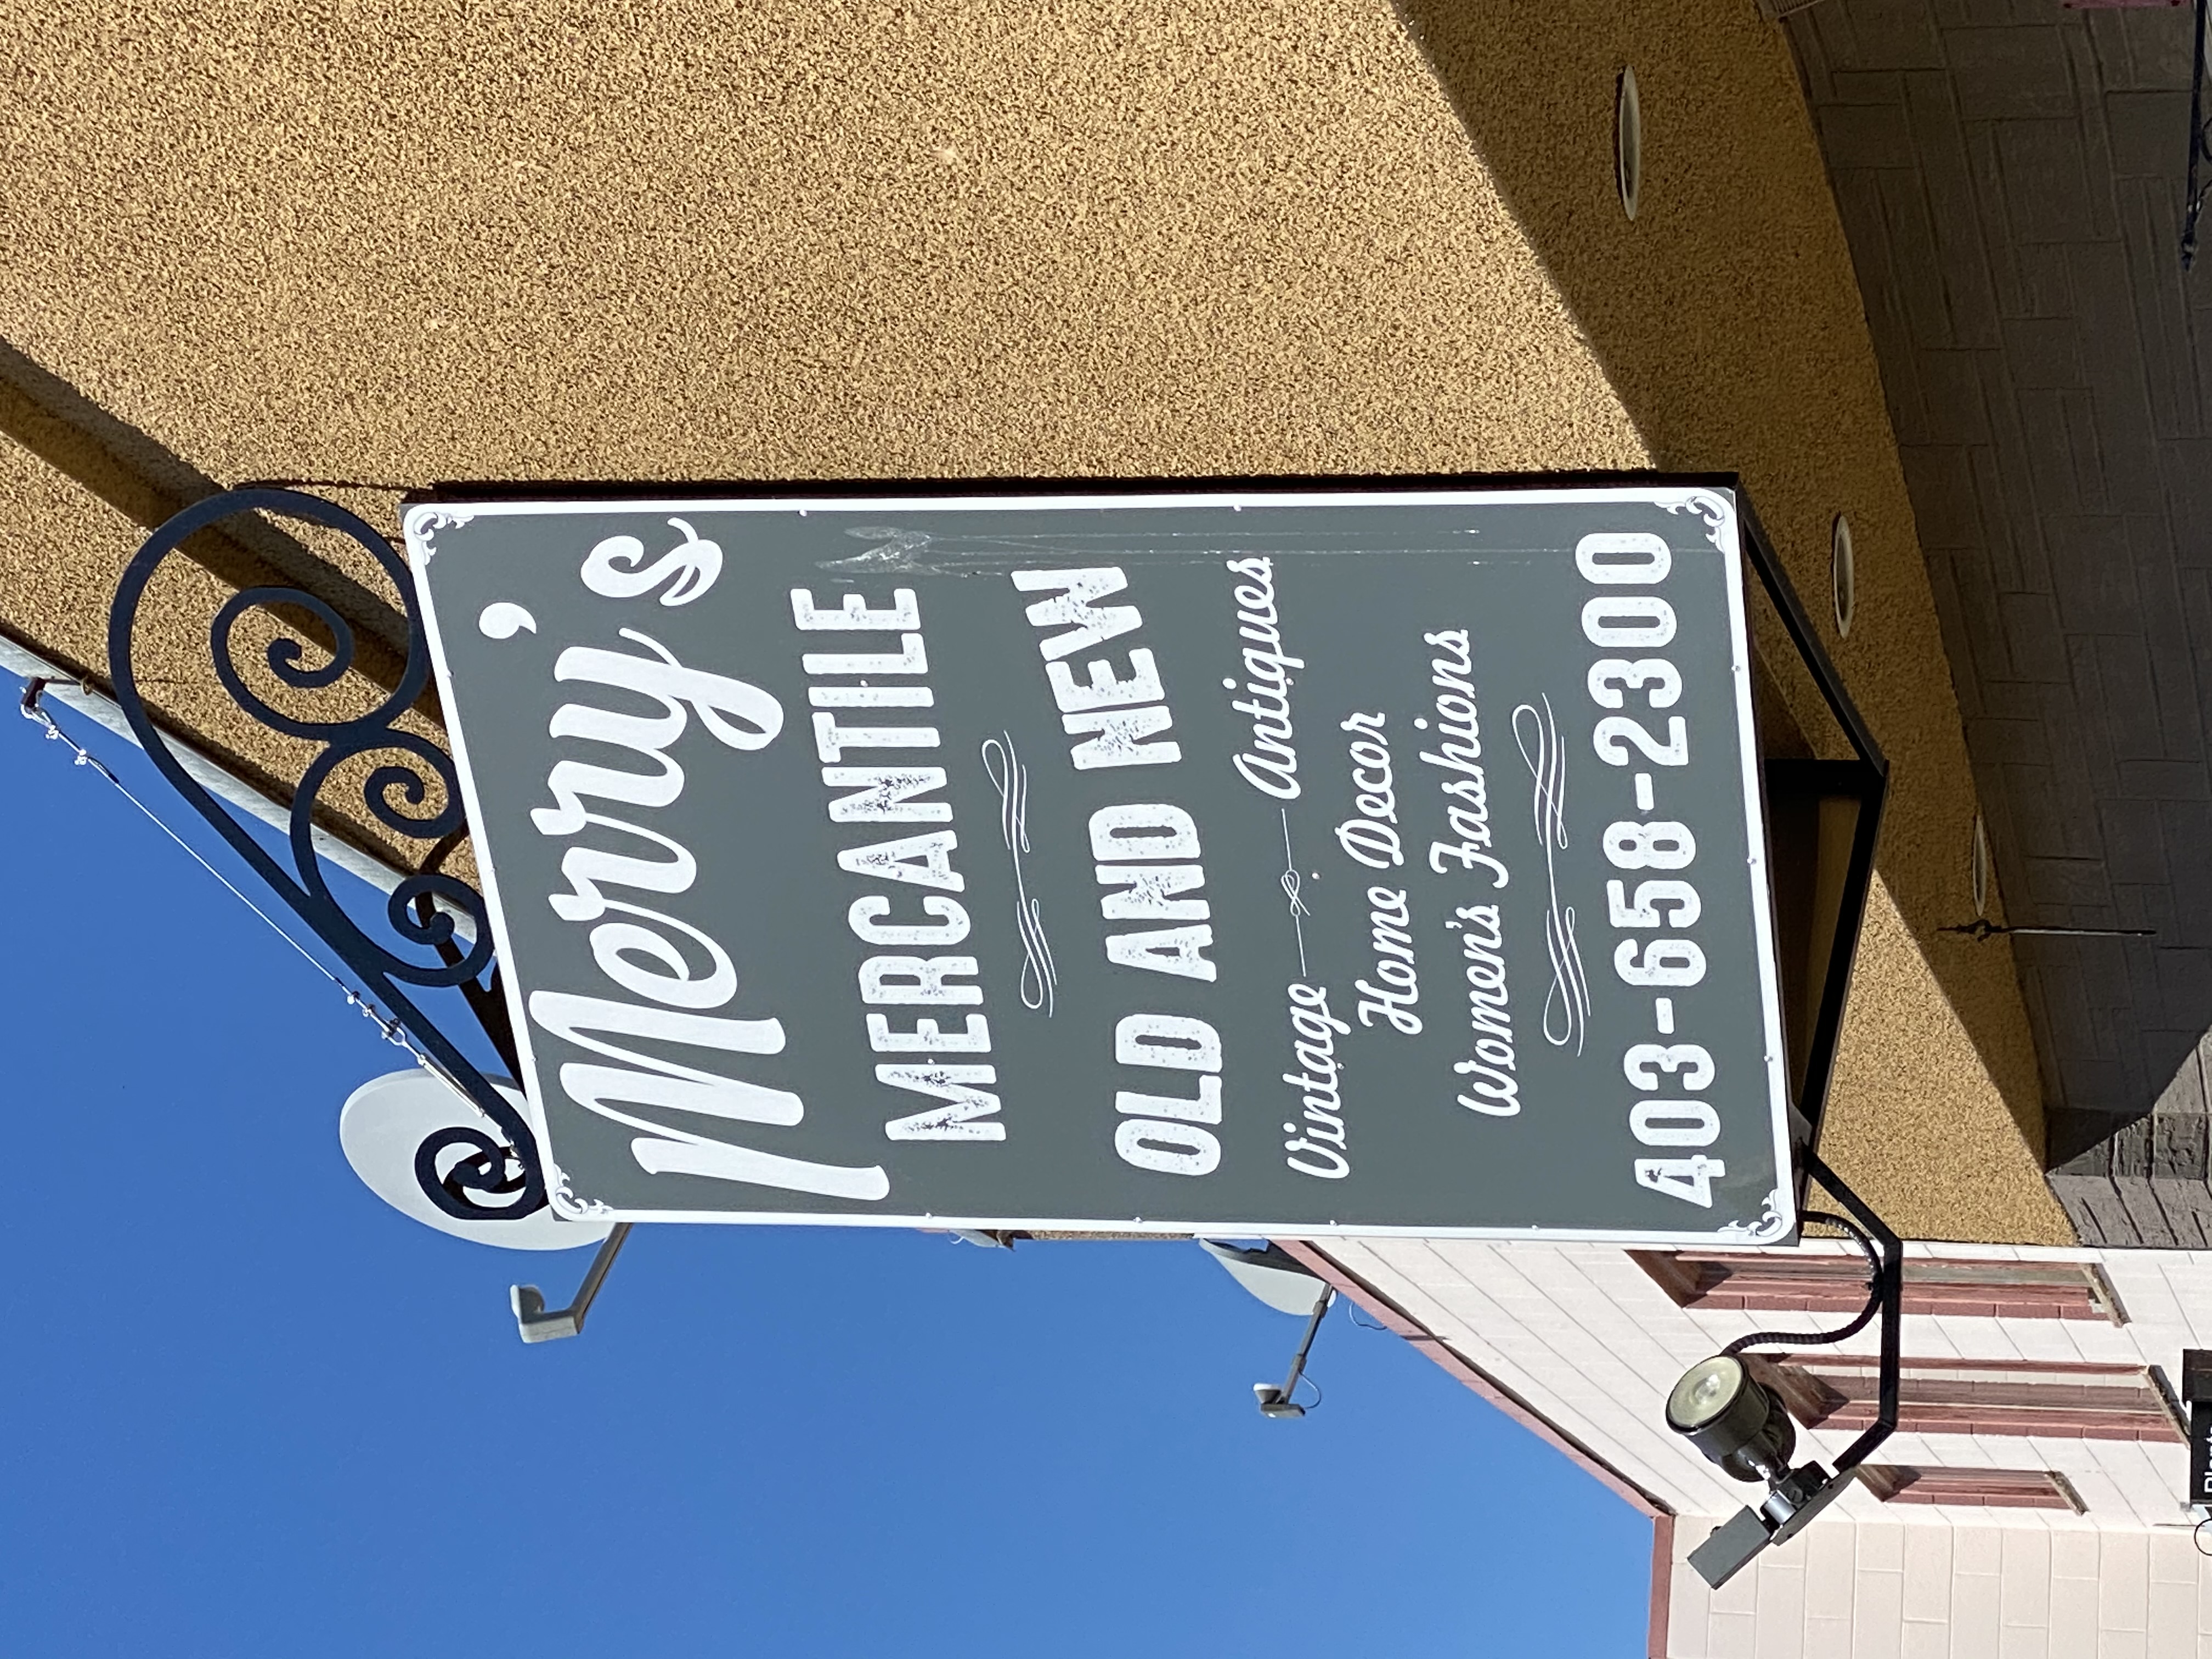 Merry's
MERCANTILE
OLD AND NEW
Vintage Antiques
Home Decor
Women's Fashions
403-658-2300